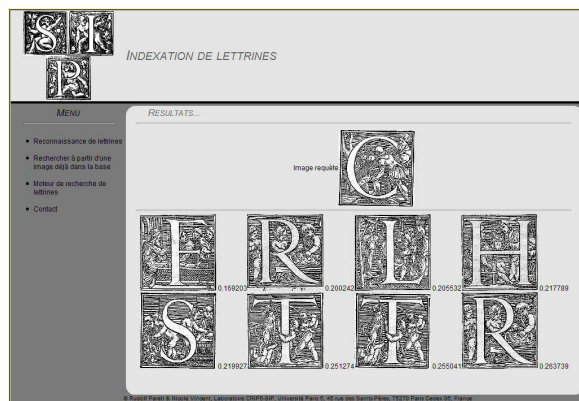 S I
R
INDEXATION DE LETTRINES
MENU
Reconnaissance de lettrines
Rechercher à partir d'une
image déjà dans la base
Moteur de recherche de
lettrines
Contact
RESULTATS...
Image requête C
F 0.169203 R 0.200242 L 0.205532 H 0.217789
S 0.219927 T 0.251274 T 0.255041 R 0.263739
© Rudolf Pareti & Nicole Vincent, Laboratoire CRIP5-SIP, Université Paris 5, 45 rue des Saints-Pères, 75270 Paris Cedex 06, France